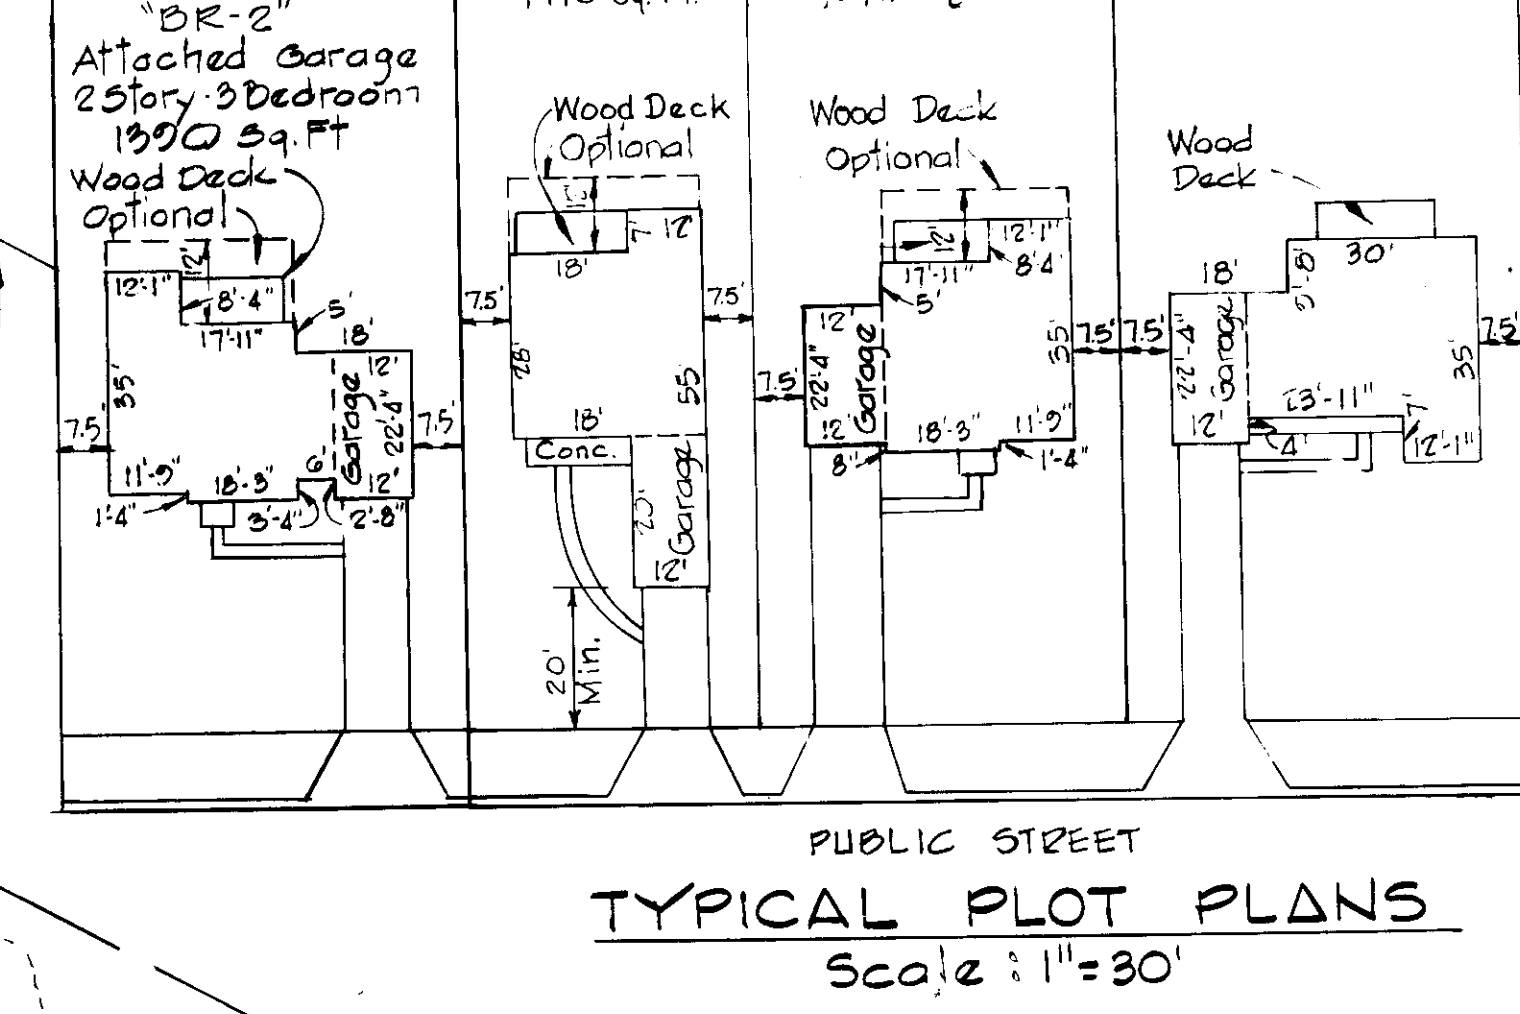 "BR-2"
Attached Garage
2 Story - 3 Bedroom
1390 Sq. Ft
Wood Deck
Optional
12'
12'-1"
8'-4"
17'-11"
5'
18'
12'
35'
Garage
22'-4"
7.5'
7.5'
11'-9"
18'-3"
6'
12'
1'-4"
3'-4"
2'-8"
Wood Deck
Optional
7'
12'
18'
7.5'
7.5'
28'
55'
18'
Conc.
20'
Garage
12'
20'
Min.
Wood Deck
Optional
12'
12'-1"
17'-11"
8'-4"
5'
12'
22'-4"
Garage
35'
7.5'
7.5'
12'
18'-3"
11'-9"
8"
1'-4"
Wood
Deck
30'
18'
7.5'
22'-4"
Garage
35'
7.5'
12'
4'
7'
12'-1"
PUBLIC STREET
TYPICAL PLOT PLANS
Scale : 1"=30'